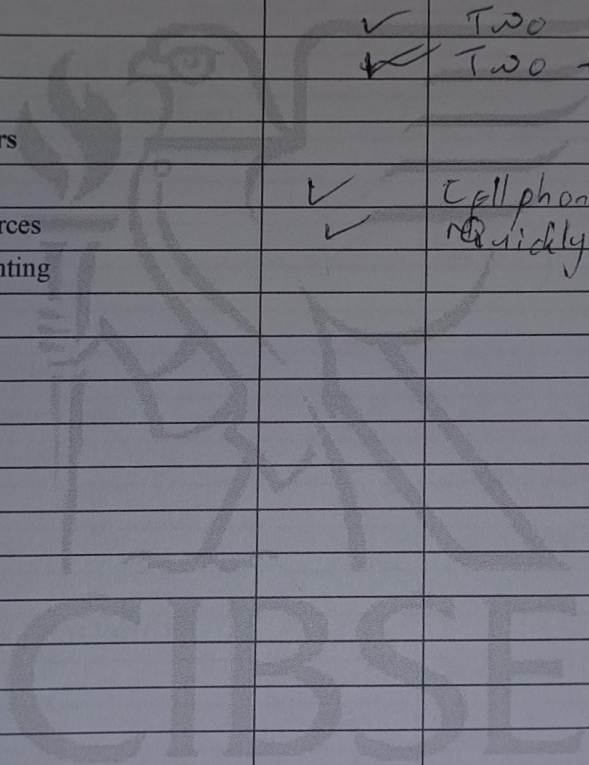 ✓ Two
✓ Two -
rs
✓ Cell phon
rces ✓ Quickly
nting
CIBSE